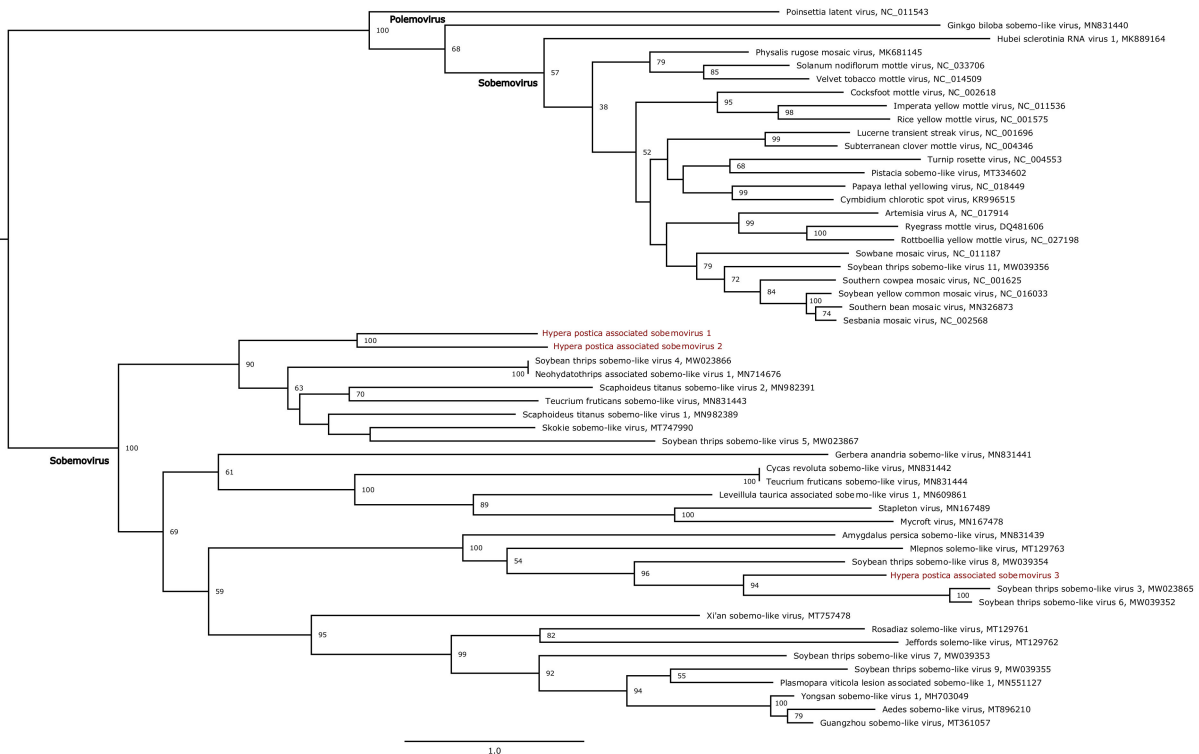 Poinsettia latent virus, NC_011543
Polemovirus
100
Ginkgo biloba sobemo-like virus, MN831440
68
Hubei sclerotinia RNA virus 1, MK889164
57
Sobemovirus
Physalis rugose mosaic virus, MK681145
79
Solanum nodiflorum mottle virus, NC_033706
85
Velvet tobacco mottle virus, NC_014509
38
Cocksfoot mottle virus, NC_002618
95
Imperata yellow mottle virus, NC_011536
98
Rice yellow mottle virus, NC_001575
52
Lucerne transient streak virus, NC_001696
99
Subterranean clover mottle virus, NC_004346
Turnip rosette virus, NC_004553
68
Pistacia sobemo-like virus, MT334602
Papaya lethal yellowing virus, NC_018449
99
Cymbidium chlorotic spot virus, KR996515
Artemisia virus A, NC_017914
99
Ryegrass mottle virus, DQ481606
100
Rottboellia yellow mottle virus, NC_027198
Sowbane mosaic virus, NC_011187
79
Soybean thrips sobemo-like virus 11, MW039356
72
Southern cowpea mosaic virus, NC_001625
84
Soybean yellow common mosaic virus, NC_016033
100
Southern bean mosaic virus, MN326873
74
Sesbania mosaic virus, NC_002568
Hypera postica associated sobemovirus 1
100
Hypera postica associated sobemovirus 2
90
Soybean thrips sobemo-like virus 4, MW023866
100
Neohydatothrips associated sobemo-like virus 1, MN714676
63
Scaphoideus titanus sobemo-like virus 2, MN982391
70
Teucrium fruticans sobemo-like virus, MN831443
Scaphoideus titanus sobemo-like virus 1, MN982389
Skokie sobemo-like virus, MT747990
Soybean thrips sobemo-like virus 5, MW023867
100
Sobemovirus
Gerbera anandria sobemo-like virus, MN831441
61
Cycas revoluta sobemo-like virus, MN831442
100
Teucrium fruticans sobemo-like virus, MN831444
100
Leveillula taurica associated sobemo-like virus 1, MN609861
89
Stapleton virus, MN167489
100
Mycroft virus, MN167478
69
Amygdalus persica sobemo-like virus, MN831439
100
Mlepnos solemo-like virus, MT129763
54
Soybean thrips sobemo-like virus 8, MW039354
96
Hypera postica associated sobemovirus 3
94
Soybean thrips sobemo-like virus 3, MW023865
100
Soybean thrips sobemo-like virus 6, MW039352
59
Xi'an sobemo-like virus, MT757478
95
Rosadiaz solemo-like virus, MT129761
82
Jeffords solemo-like virus, MT129762
99
Soybean thrips sobemo-like virus 7, MW039353
92
Soybean thrips sobemo-like virus 9, MW039355
55
Plasmopara viticola lesion associated sobemo-like 1, MN551127
94
Yongsan sobemo-like virus 1, MH703049
100
Aedes sobemo-like virus, MT896210
79
Guangzhou sobemo-like virus, MT361057
1.0